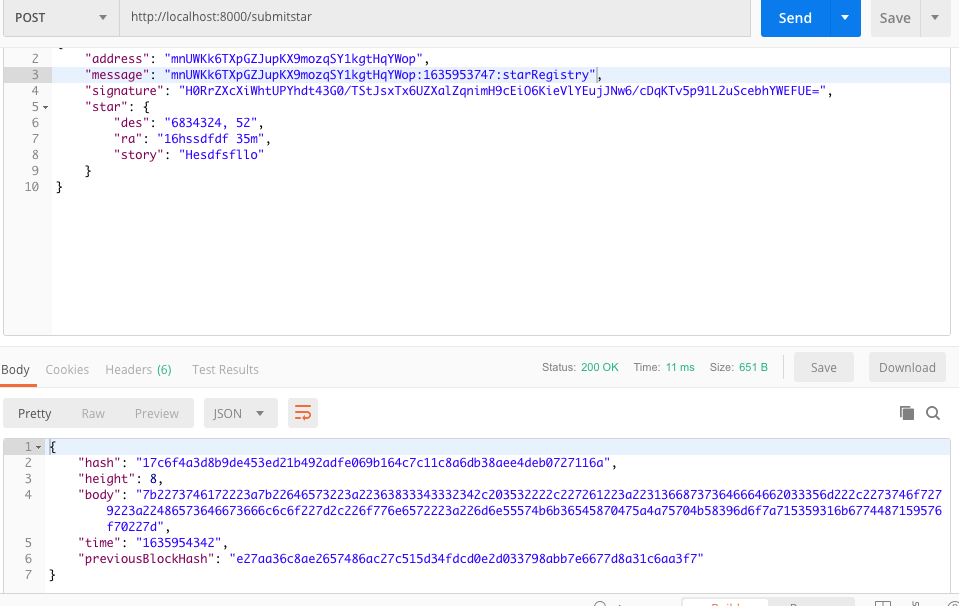 POST http://localhost:8000/submitstar Send Save
2 "address": "mnUWKk6TXpGZJupKX9mozqSY1kgtHqYWop",
3 "message": "mnUWKk6TXpGZJupKX9mozqSY1kgtHqYWop:1635953747:starRegistry",
4 "signature": "H0RrZXcXiWhtUPYhdt43G0/TStJsxTx6UZXalZqnimH9cEiO6KieVlYEujJNw6/cDqKTv5p91L2uScebhYWEFUE=",
5 "star": {
6 "des": "6834324, 52",
7 "ra": "16hssdfdf 35m",
8 "story": "Hesdfsfllo"
9 }
10 }
Body Cookies Headers (6) Test Results Status: 200 OK Time: 11 ms Size: 651 B Save Download
Pretty Raw Preview JSON
1 {
2 "hash": "17c6f4a3d8b9de453ed21b492adfe069b164c7c11c8a6db38aee4deb0727116a",
3 "height": 8,
4 "body": "7b2273746172223a7b22646573223a22363833343332342c203532222c227261223a223136687373646664662033356d222c2273746f727
9223a22486573646673666c6c6f227d2c226f776e6572223a226d6e55574b6b36545870475a4a75704b58396d6f7a715359316b6774487159576
f70227d",
5 "time": "1635954342",
6 "previousBlockHash": "e27aa36c8ae2657486ac27c515d34fdcd0e2d033798abb7e6677d8a31c6aa3f7"
7 }